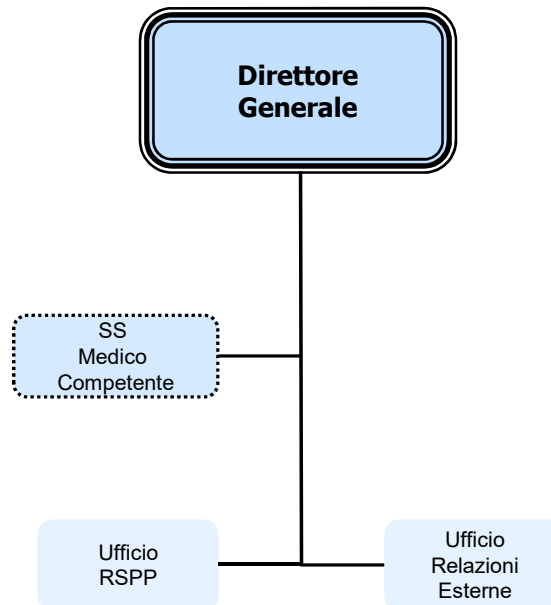 Direttore
Generale
SS
Medico
Competente
Ufficio
RSPP
Ufficio
Relazioni
Esterne